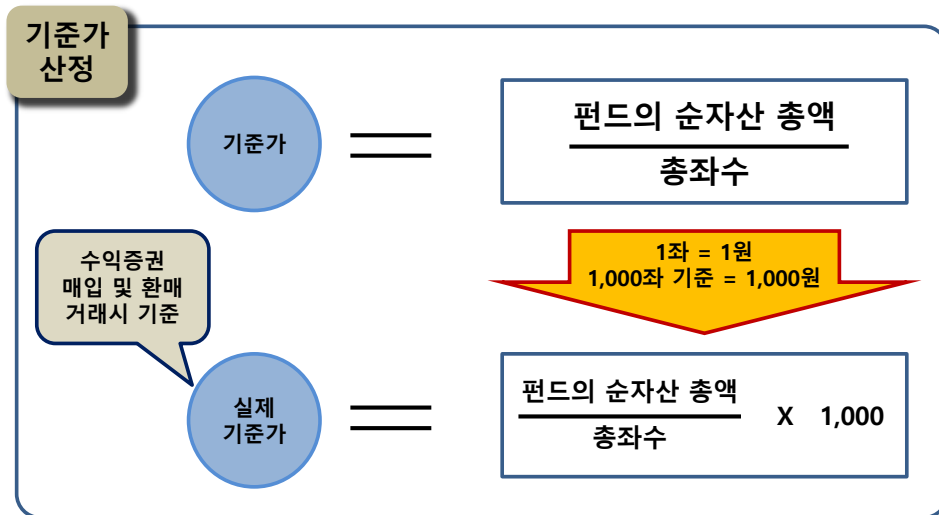 기준가
산정
기준가
펀드의 순자산 총액
총좌수
1좌 = 1원
1,000좌 기준 = 1,000원
수익증권
매입 및 환매
거래시 기준
실제
기준가
펀드의 순자산 총액
총좌수
X 1,000